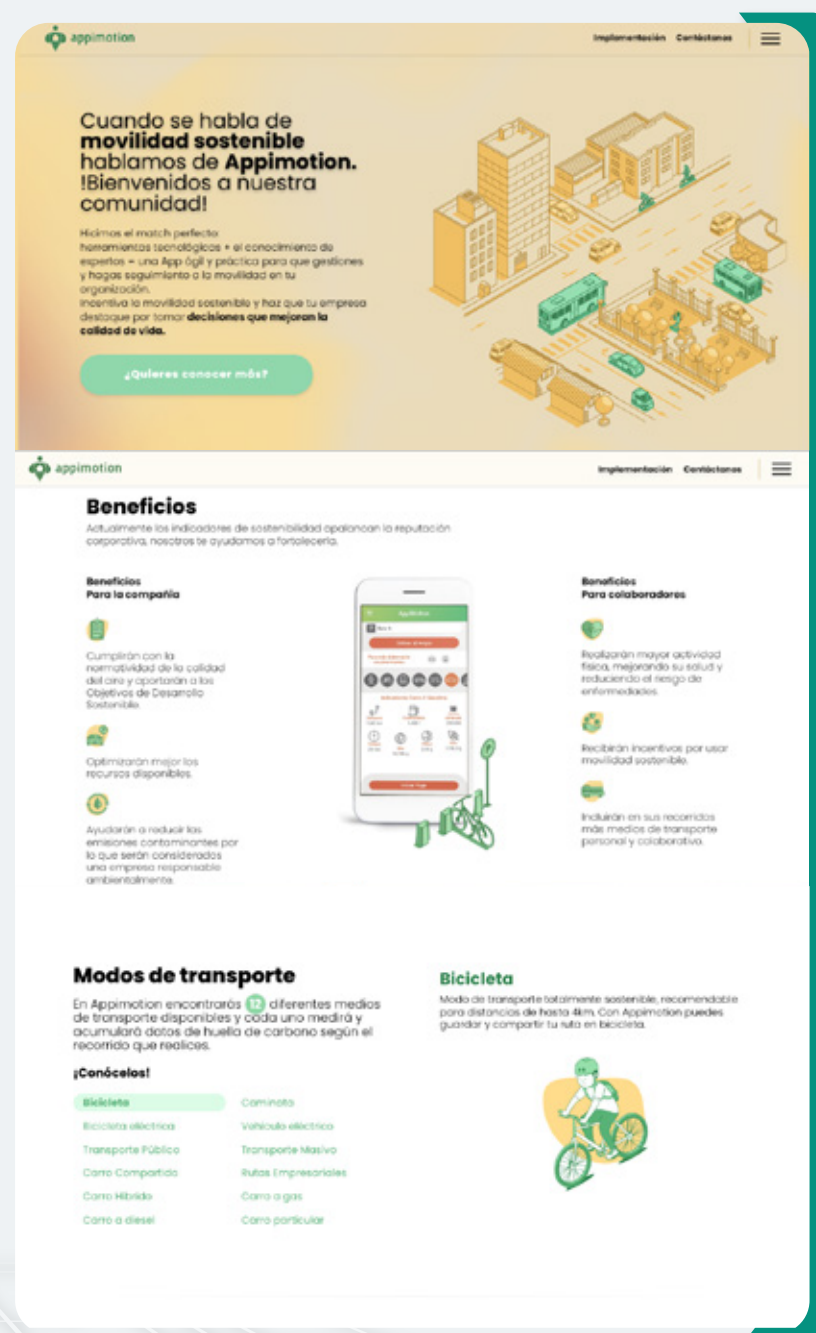 appimotion
Implementación Contáctanos
Cuando se habla de
movilidad sostenible
hablamos de Appimotion.
!Bienvenidos a nuestra
comunidad!
Hicimos el match perfecto:
herramientas tecnológicas + el conocimiento de
expertos = una App ágil y práctica para que gestiones
y hagas seguimiento a la movilidad en tu
organización.
Incentiva la movilidad sostenible y haz que tu empresa
destaque por tomar decisiones que mejoran la
calidad de vida.
¿Quieres conocer más?
appimotion
Implementación Contáctanos
Beneficios
Actualmente los indicadores de sostenibilidad apalancan la reputación
corporativa, nosotros te ayudamos a fortalecerla.
Beneficios
Para la compañía
Cumplirán con la
normatividad de la calidad
del aire y aportarán a los
Objetivos de Desarrollo
Sostenible.
Optimizarán mejor los
recursos disponibles.
Ayudarán a reducir las
emisiones contaminantes por
lo que serán considerados
una empresa responsable
ambientalmente.
AppiMotion
Beneficios
Para colaboradores
Realizarán mayor actividad
física, mejorando su salud y
reduciendo el riesgo de
enfermedades.
Recibirán incentivos por usar
movilidad sostenible.
Incluirán en sus recorridos
más medios de transporte
personal y colaborativo.
Modos de transporte
En Appimotion encontrarás 12 diferentes medios
de transporte disponibles y cada uno medirá y
acumulará datos de huella de carbono según el
recorrido que realices.
¡Conócelos!
Bicicleta Caminata
Bicicleta eléctrica Vehículo eléctrico
Transporte Público Transporte Masivo
Carro Compartido Rutas Empresariales
Carro Híbrido Carro a gas
Carro a diesel Carro particular
Bicicleta
Modo de transporte totalmente sostenible, recomendable
para distancias de hasta 4km. Con Appimotion puedes
guardar y compartir tu ruta en bicicleta.